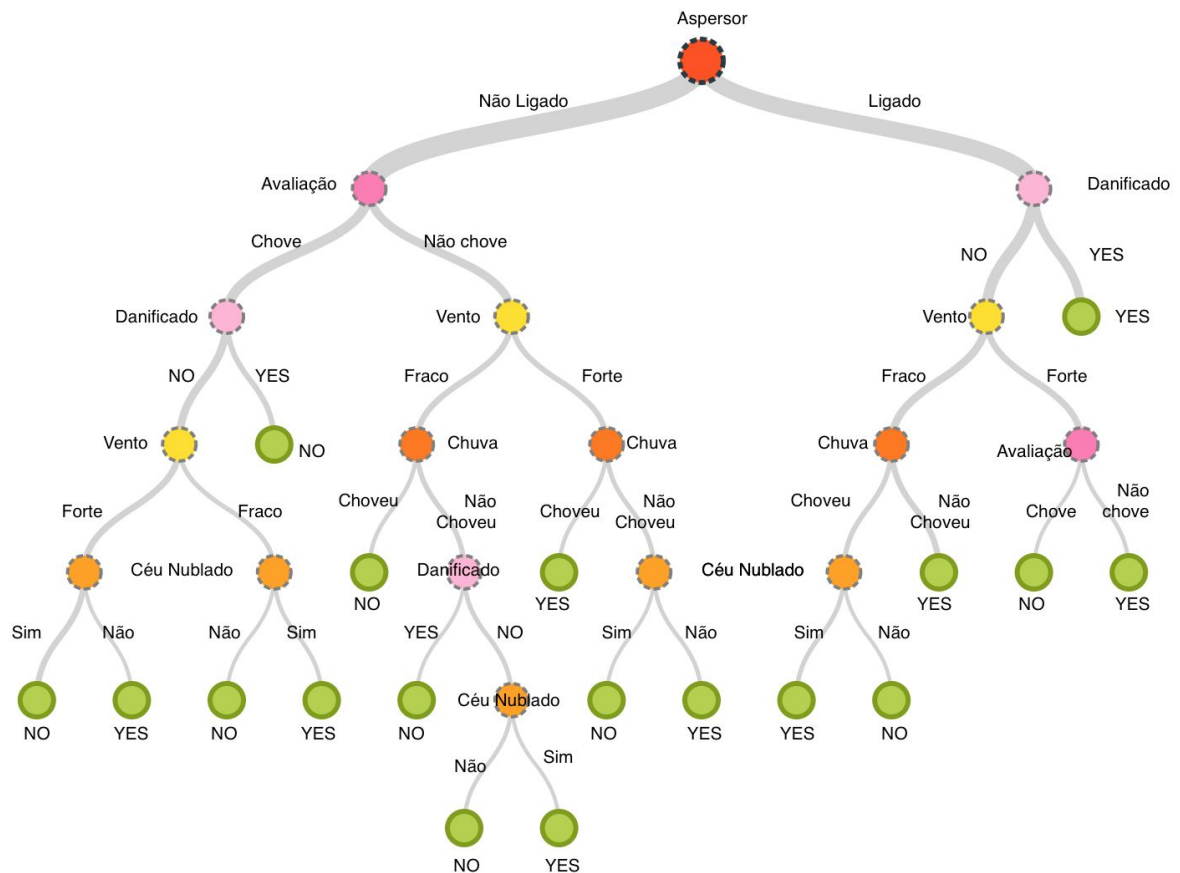 Aspersor
Não Ligado
Ligado
Avaliação
Danificado
Chove
Não chove
NO
YES
Danificado
Vento
Vento
YES
NO
YES
Fraco
Forte
Fraco
Forte
Vento
NO
Chuva
Chuva
Chuva
Avaliação
Forte
Fraco
Choveu
Não
Choveu
Choveu
Não
Choveu
Choveu
Não
Choveu
Chove
Não
chove
Céu Nublado
Danificado
Céu Nublado
NO
YES
YES
NO
YES
Sim
Não
Não
Sim
YES
NO
Sim
Não
Sim
Não
Céu Nublado
NO
YES
NO
YES
NO
NO
YES
YES
NO
Não
Sim
NO
YES